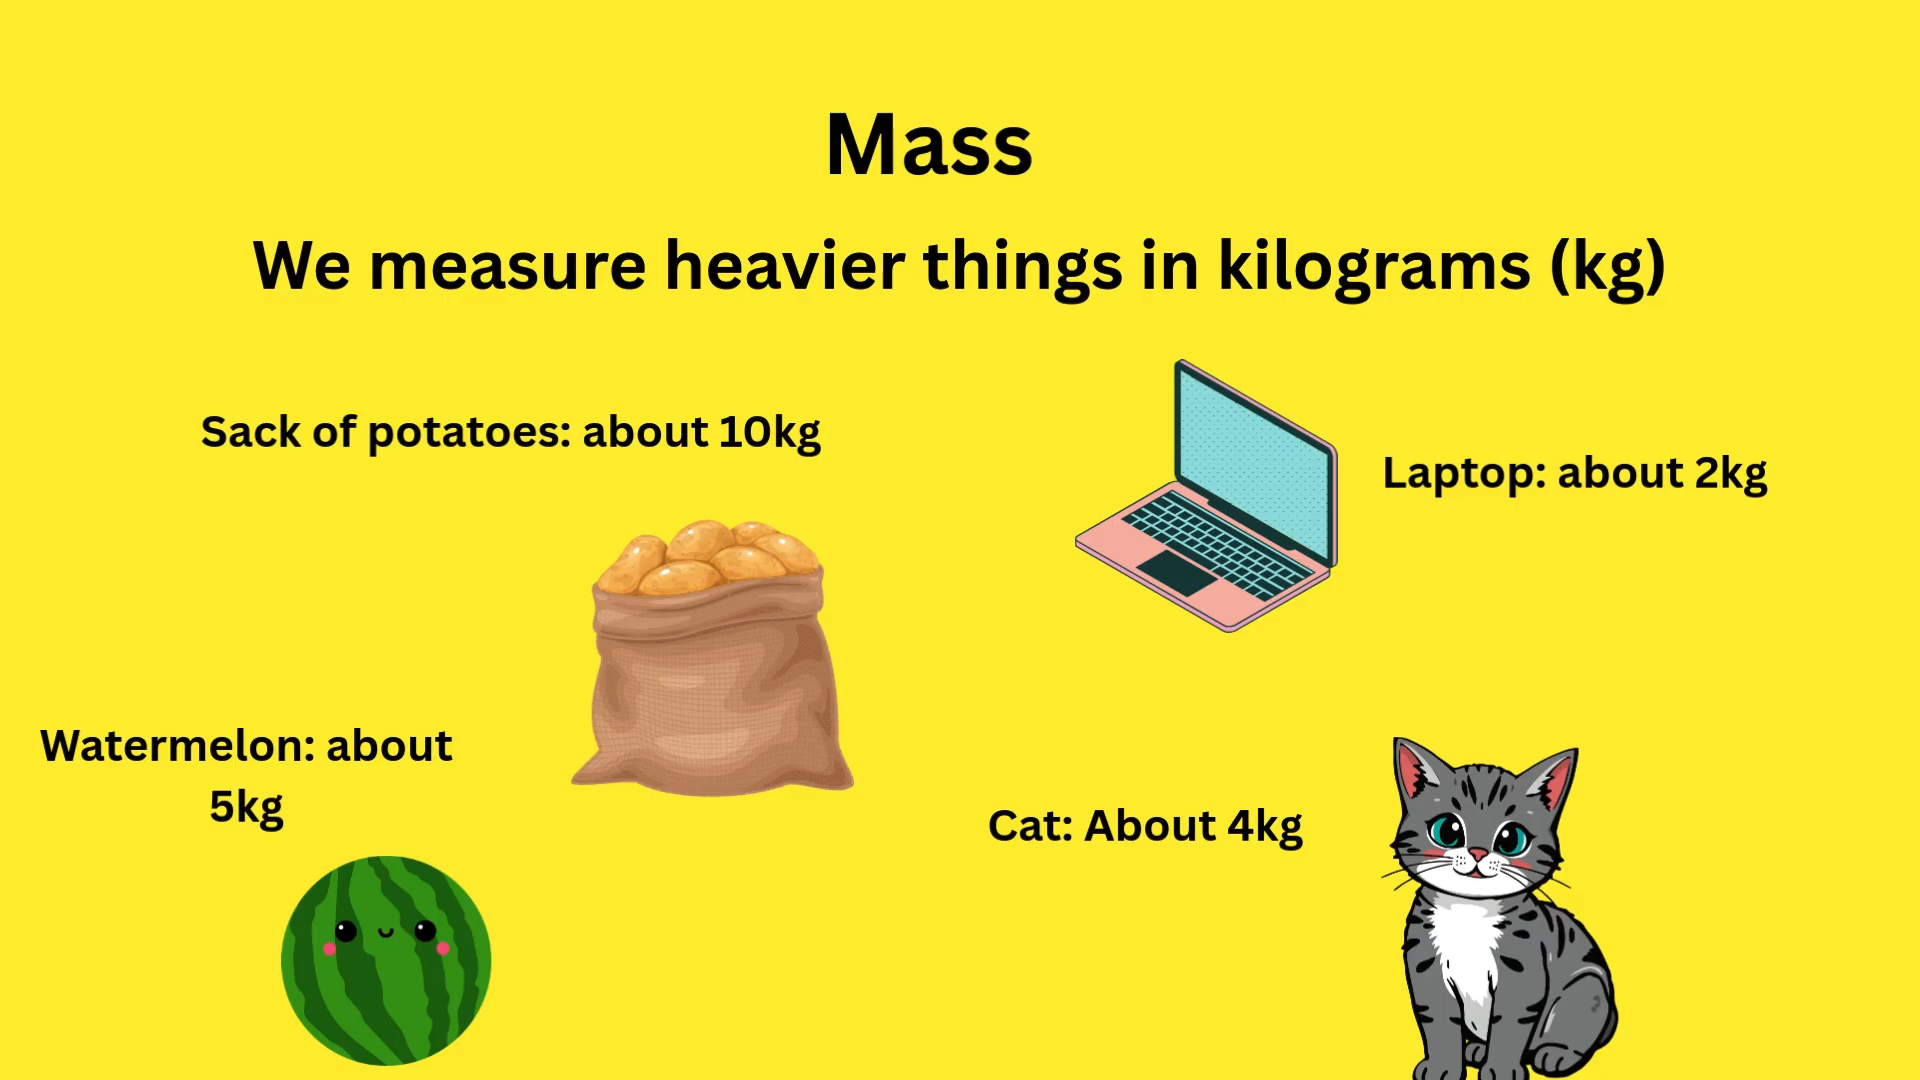 Mass
We measure heavier things in kilograms (kg)
Sack of potatoes: about 10kg
Laptop: about 2kg
Watermelon: about
5kg
Cat: About 4kg